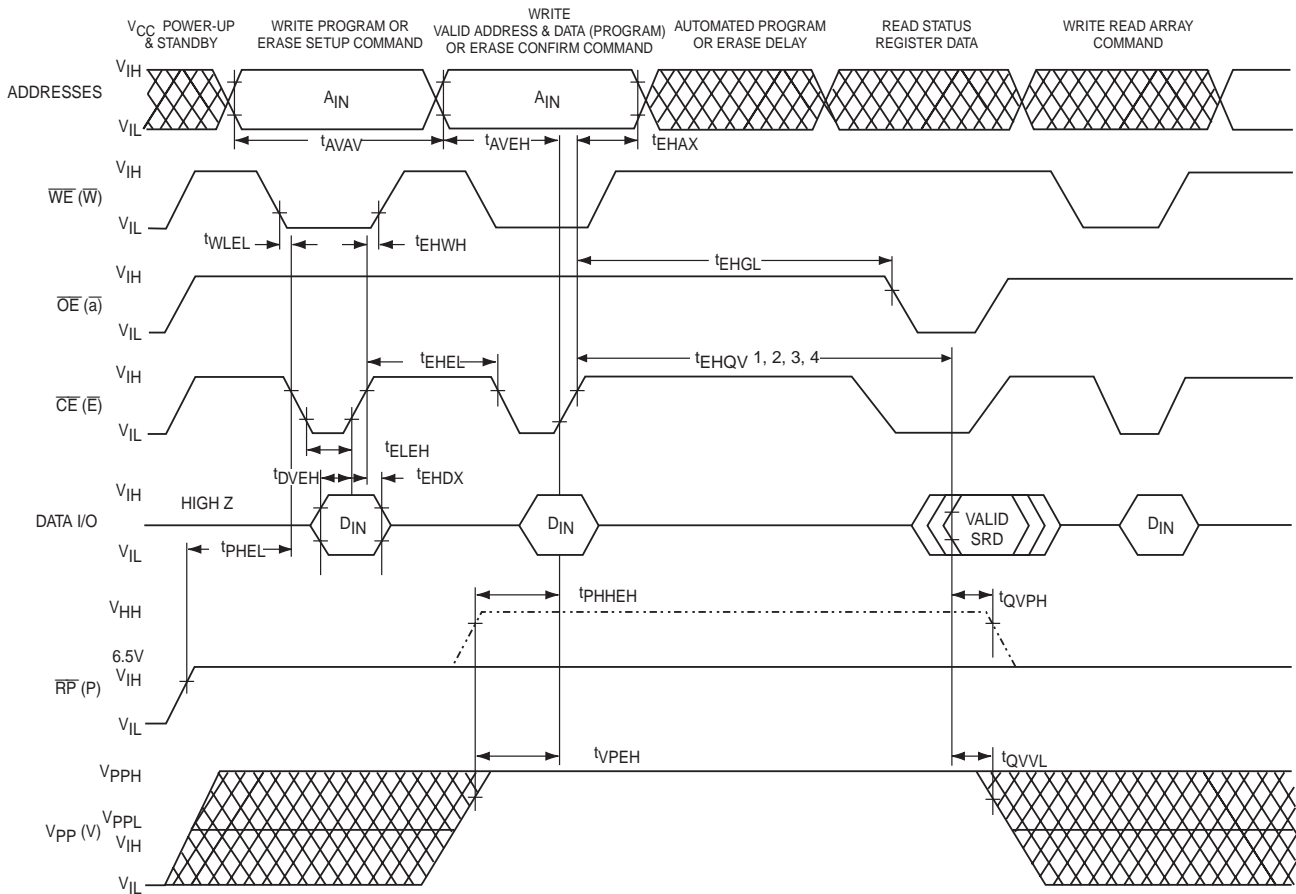 VCC POWER-UP
& STANDBY
WRITE PROGRAM OR
ERASE SETUP COMMAND
WRITE
VALID ADDRESS & DATA (PROGRAM)
OR ERASE CONFIRM COMMAND
AUTOMATED PROGRAM
OR ERASE DELAY
READ STATUS
REGISTER DATA
WRITE READ ARRAY
COMMAND
ADDRESSES
VIH
VIL
AIN
AIN
tAVAV
tAVEH
tEHAX
WE (W)
VIH
VIL
tWLEL
tEHWH
OE (a)
VIH
VIL
tEHGL
CE (E)
VIH
VIL
tEHEL
tEHQV 1, 2, 3, 4
tELEH
tDVEH
tEHDX
DATA I/O
VIH
VIL
HIGH Z
DIN
DIN
VALID
SRD
DIN
tPHEL
tPHHEH
tQVPH
VHH
6.5V
VIH
RP (P)
VIL
tVPEH
tQVVL
VPPH
VPP (V)
VPPL
VIH
VIL